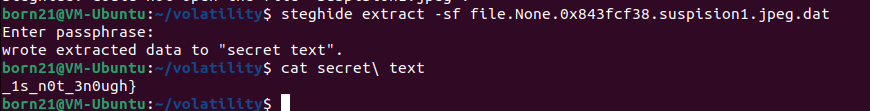 born21@VM-Ubuntu:~/volatility$ steghide extract -sf file.None.0x843fcf38.suspision1.jpeg.dat
Enter passphrase:
wrote extracted data to "secret text".
born21@VM-Ubuntu:~/volatility$ cat secret\ text
_1s_n0t_3n0ugh}
born21@VM-Ubuntu:~/volatility$